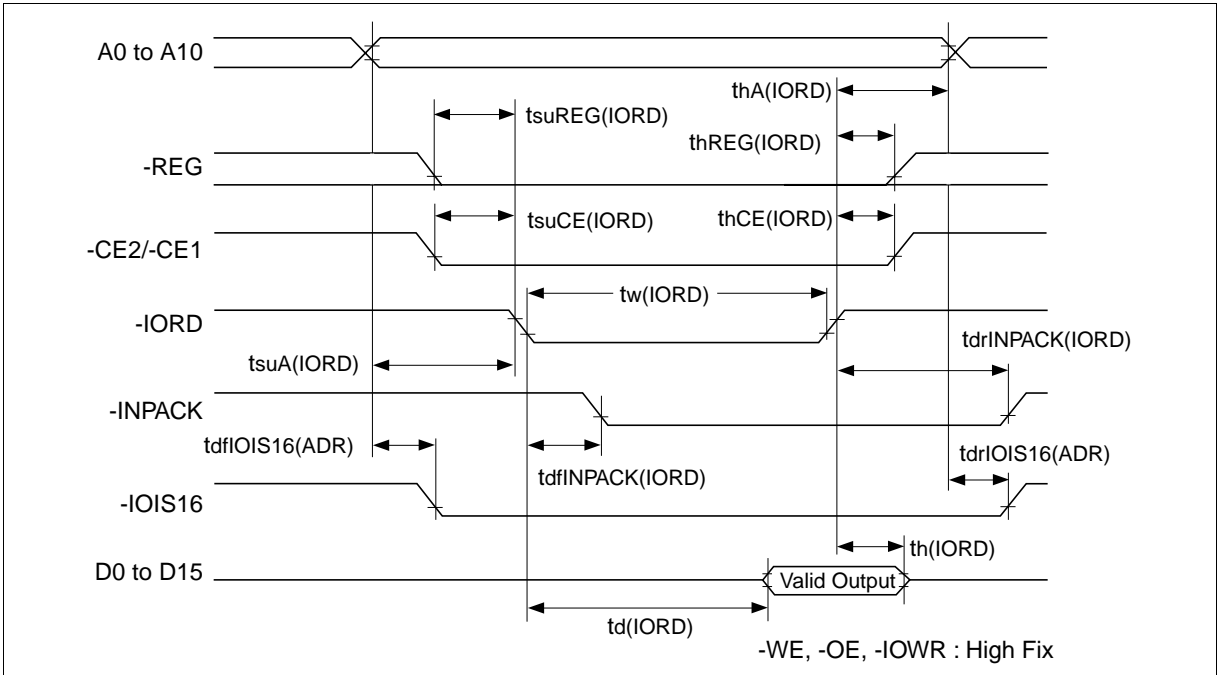 A0 to A10
thA(IORD)
tsuREG(IORD)
thREG(IORD)
-REG
tsuCE(IORD)
thCE(IORD)
-CE2/-CE1
tw(IORD)
-IORD
tdrINPACK(IORD)
tsuA(IORD)
-INPACK
tdfIOIS16(ADR)
tdrIOIS16(ADR)
tdfINPACK(IORD)
-IOIS16
th(IORD)
D0 to D15
Valid Output
td(IORD)
-WE, -OE, -IOWR : High Fix